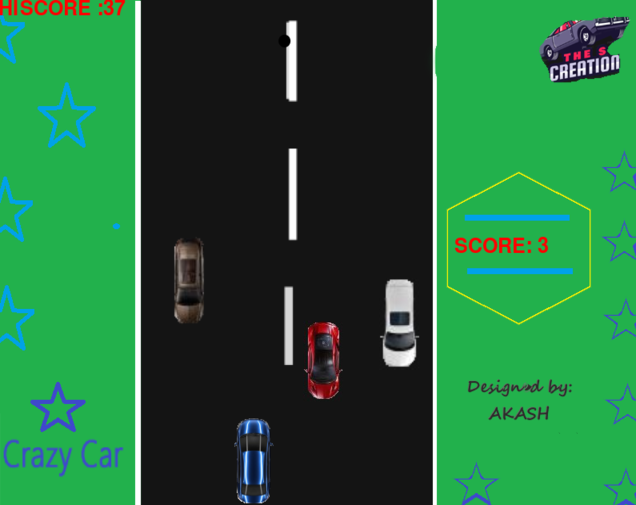 HISCORE :37
THE S
CREATION
SCORE: 3
Designed by:
AKASH
Crazy Car